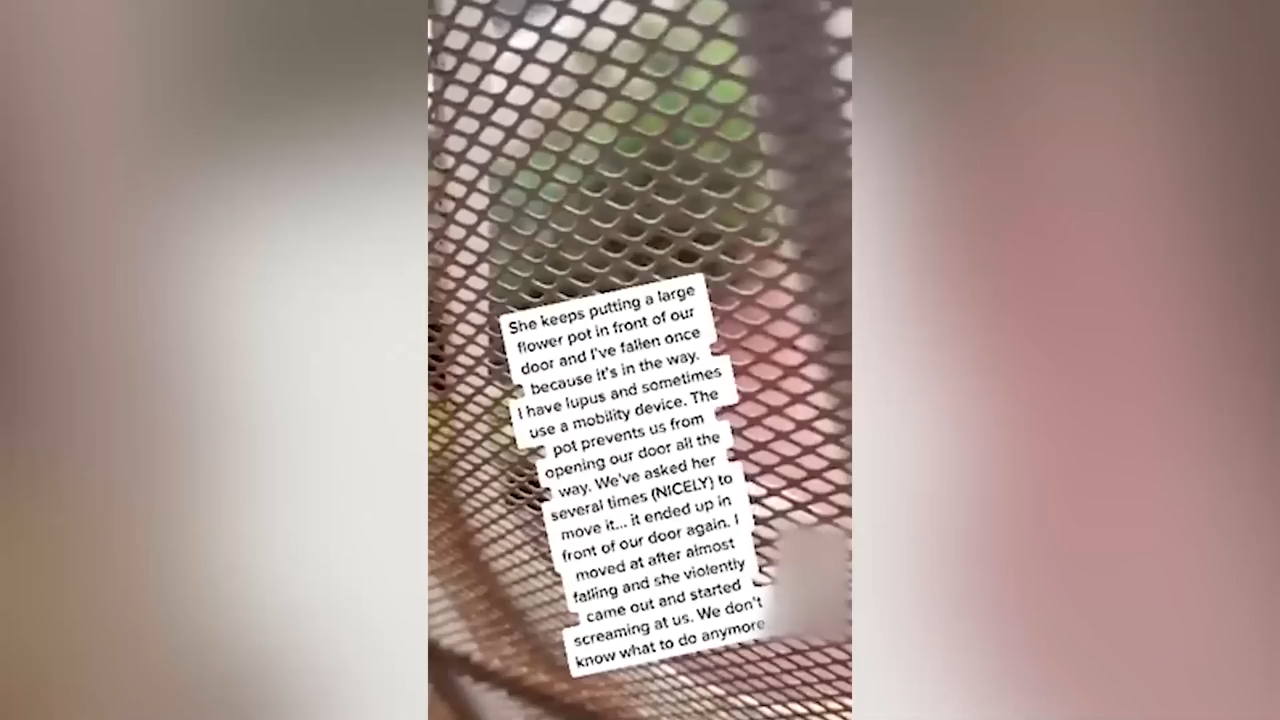 She keeps putting a large
flower pot in front of our
door and I've fallen once
because it's in the way.
I have lupus and sometimes
use a mobility device. The
pot prevents us from
opening our door all the
way. We've asked her
several times (NICELY) to
move it... it ended up in
front of our door again. I
moved at after almost
falling and she violently
came out and started
screaming at us. We don't
know what to do anymore